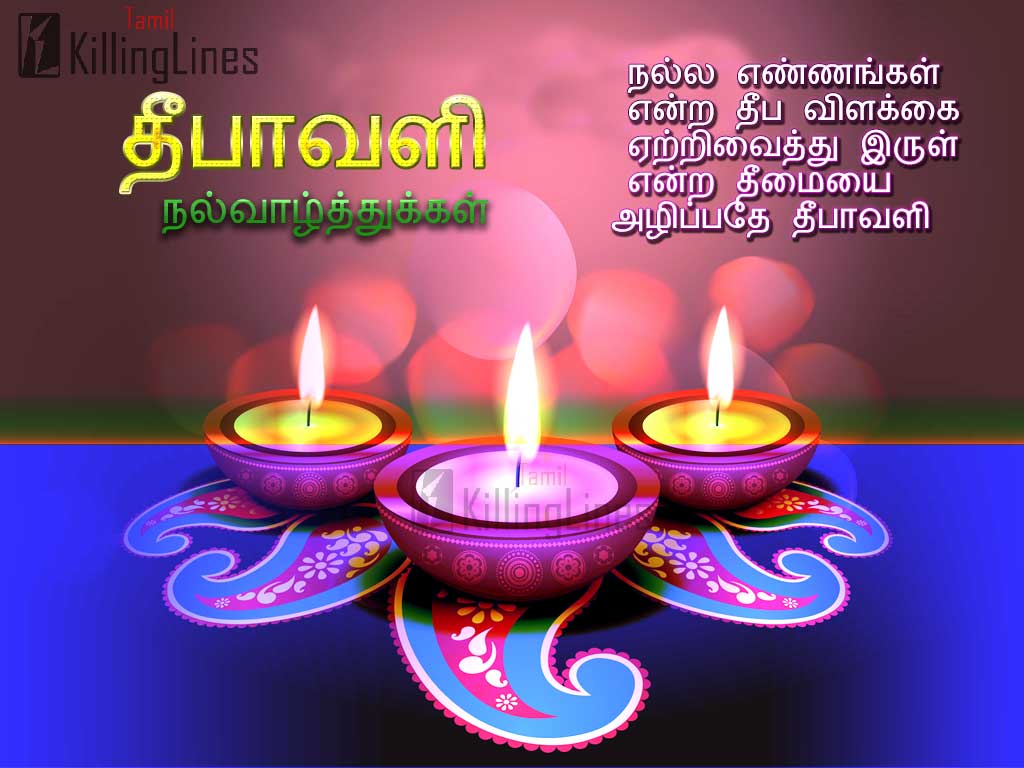 Tamil
KillingLines
தீபாவளி
நல்வாழ்த்துக்கள்
நல்ல எண்ணங்கள்
என்ற தீப விளக்கை
ஏற்றிவைத்து இருள்
என்ற தீமையை
அழிப்பதே தீபாவளி
Tamil
KillingLines